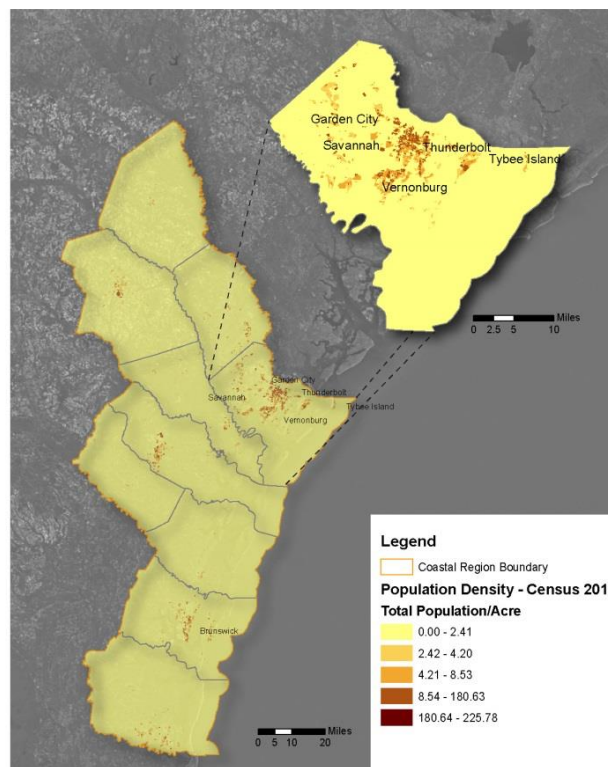 Garden City
Savannah
Thunderbolt
Tybee Island
Vernonburg
Miles
0 2.5 5 10
Garden City
Savannah
Thunderbolt
Tybee Island
Vernonburg
Brunswick
Miles
0 5 10 20
Legend
Coastal Region Boundary
Population Density - Census 201
Total Population/Acre
0.00 - 2.41
2.42 - 4.20
4.21 - 8.53
8.54 - 180.63
180.64 - 225.78